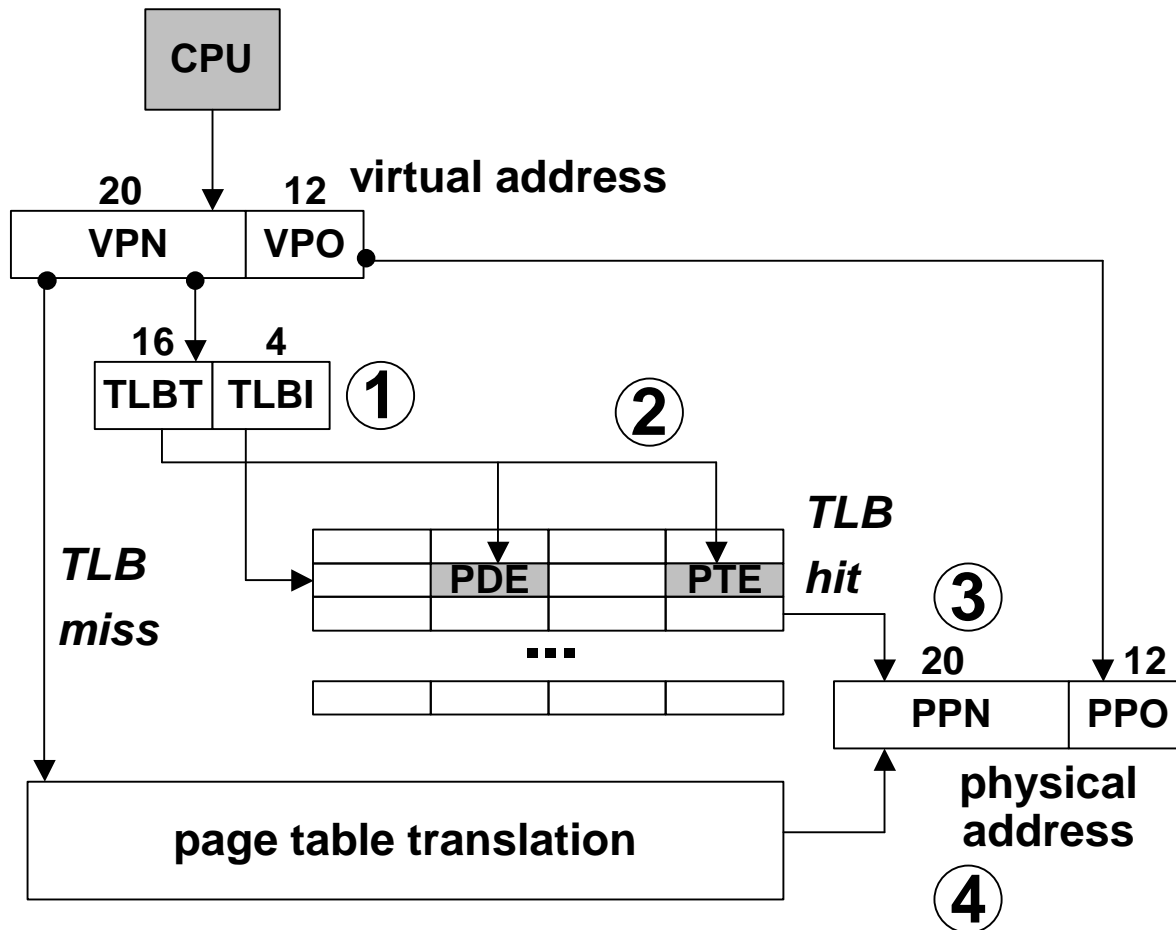 CPU
virtual address
20 12
VPN VPO
16 4
TLBT TLBI
1
2
TLB
hit
PDE PTE
TLB
miss
3
...
20 12
PPN PPO
page table translation
physical
address
4